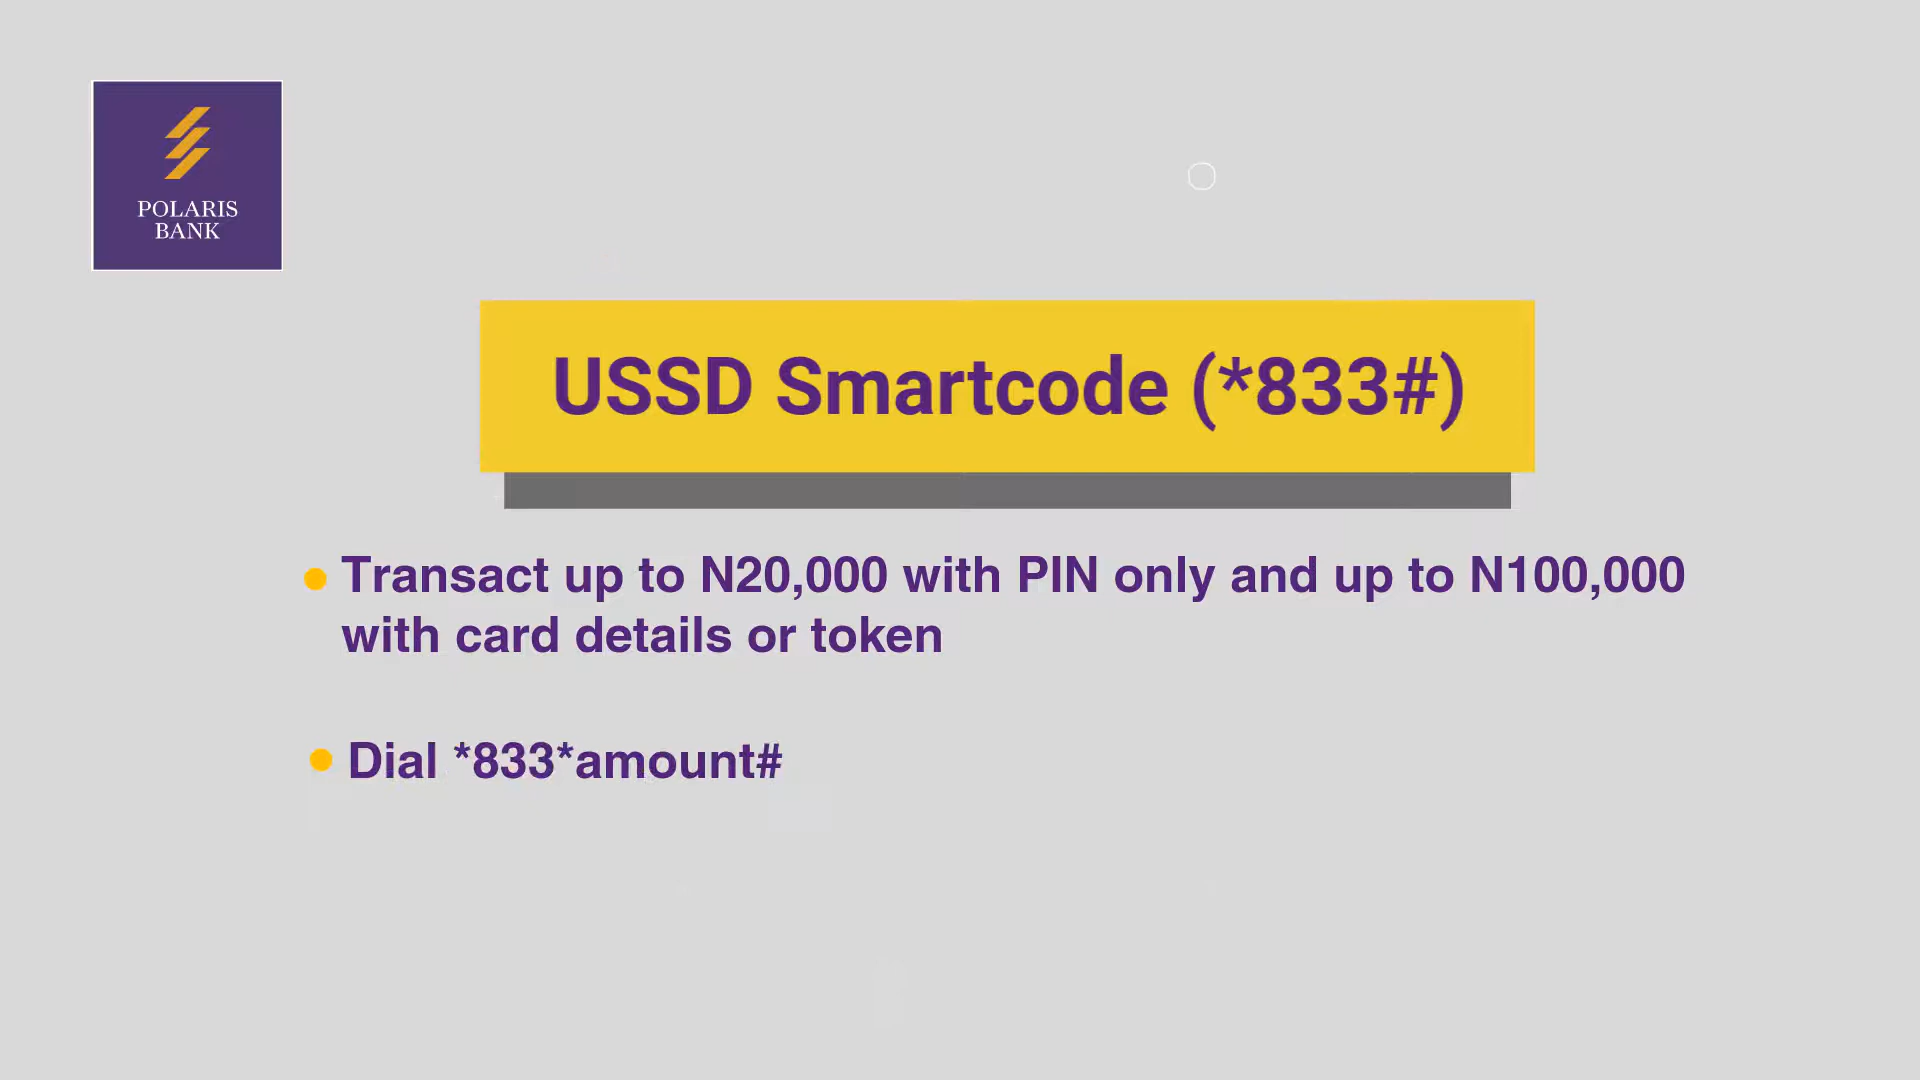 POLARIS
BANK
USSD Smartcode (*833#)
Transact up to N20,000 with PIN only and up to N100,000
with card details or token
Dial *833*amount#